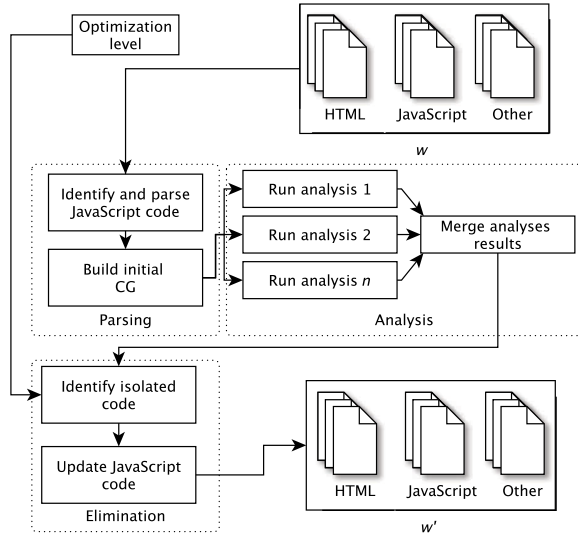 Optimization
level
HTML
JavaScript
Other
w
Identify and parse
JavaScript code
Build initial
CG
Parsing
Run analysis 1
Run analysis 2
Run analysis n
Merge analyses
results
Analysis
Identify isolated
code
Update JavaScript
code
Elimination
HTML
JavaScript
Other
w'